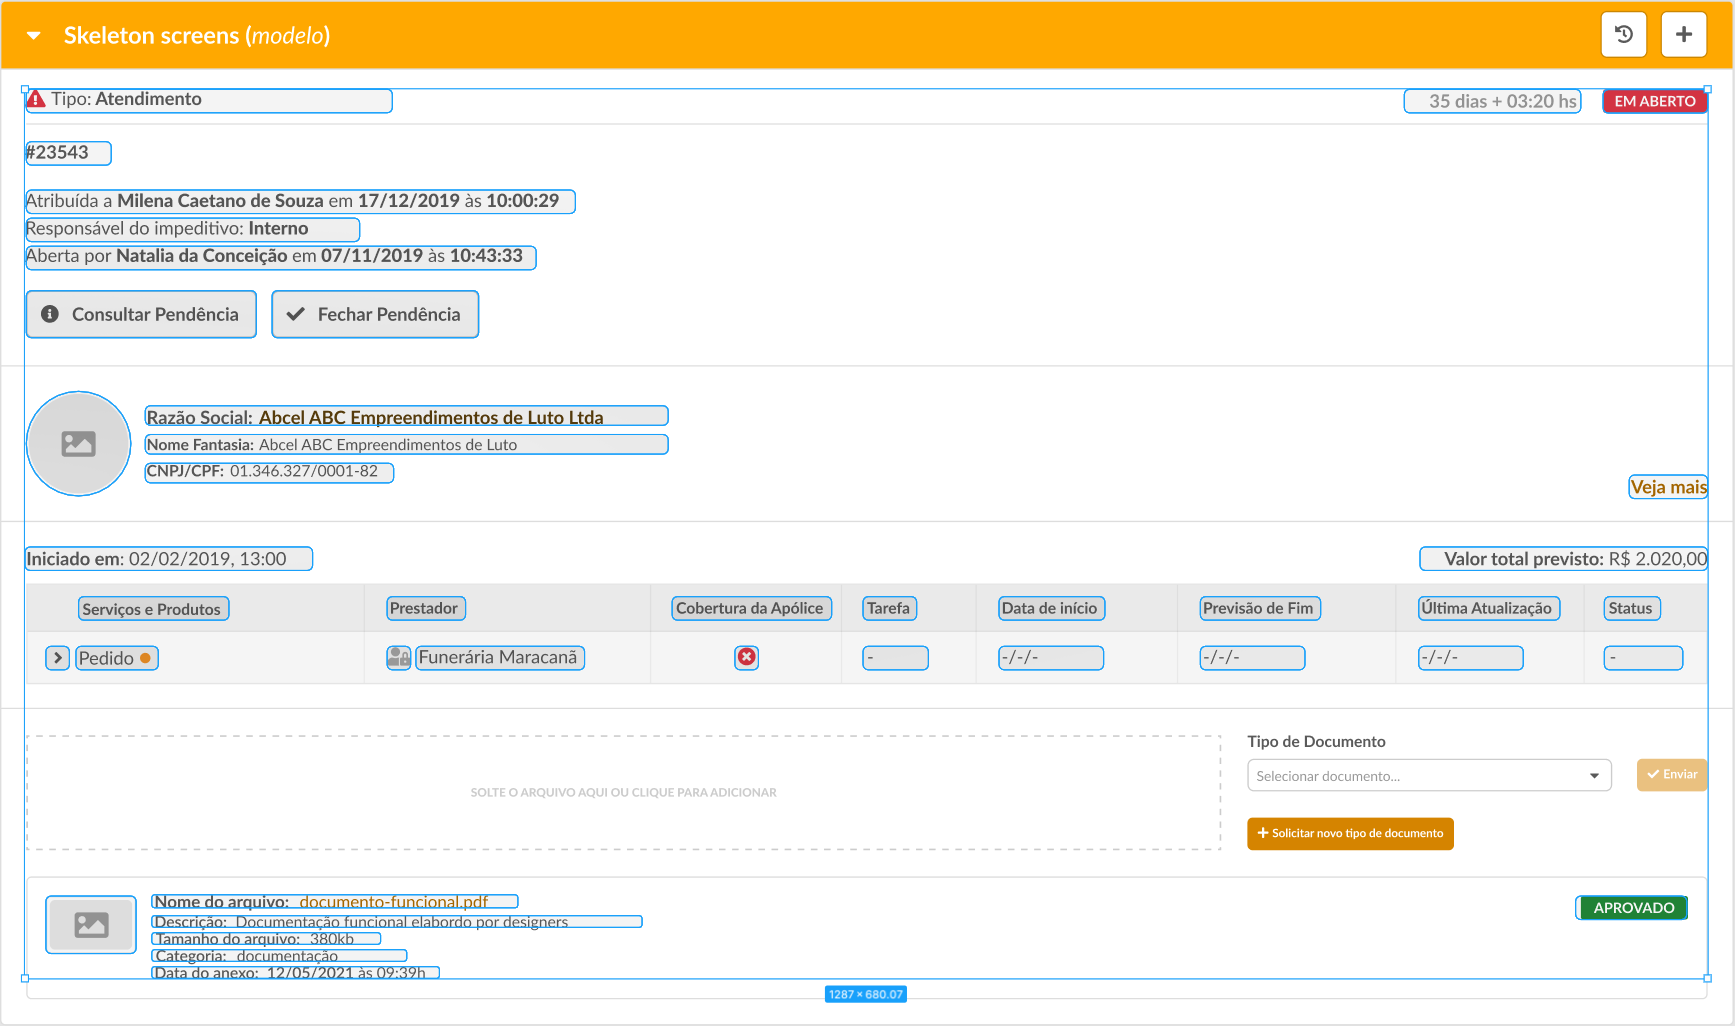 Skeleton screens (modelo)
Tipo: Atendimento
35 dias + 03:20 hs
EM ABERTO
#23543
Atribuída a Milena Caetano de Souza em 17/12/2019 às 10:00:29
Responsável do impeditivo: Interno
Aberta por Natalia da Conceição em 07/11/2019 às 10:43:33
Consultar Pendência
Fechar Pendência
Razão Social: Abcel ABC Empreendimentos de Luto Ltda
Nome Fantasia: Abcel ABC Empreendimentos de Luto
CNPJ/CPF: 01.346.327/0001-82
Veja mais
Iniciado em: 02/02/2019, 13:00
Valor total previsto: R$ 2.020,00
Serviços e Produtos Prestador Cobertura da Apólice Tarefa Data de início Previsão de Fim Última Atualização Status
Pedido Funerária Maracanã - -/-/- -/-/- -/-/- -
Tipo de Documento
Selecionar documento...
Enviar
SOLTE O ARQUIVO AQUI OU CLIQUE PARA ADICIONAR
Solicitar novo tipo de documento
Nome do arquivo: documento-funcional.pdf
APROVADO
Descrição: Documentação funcional elabordo por designers
Tamanho do arquivo: 380kb
Categoria: documentação
Data do anexo: 12/05/2021 às 09:39h
1287 × 680.07